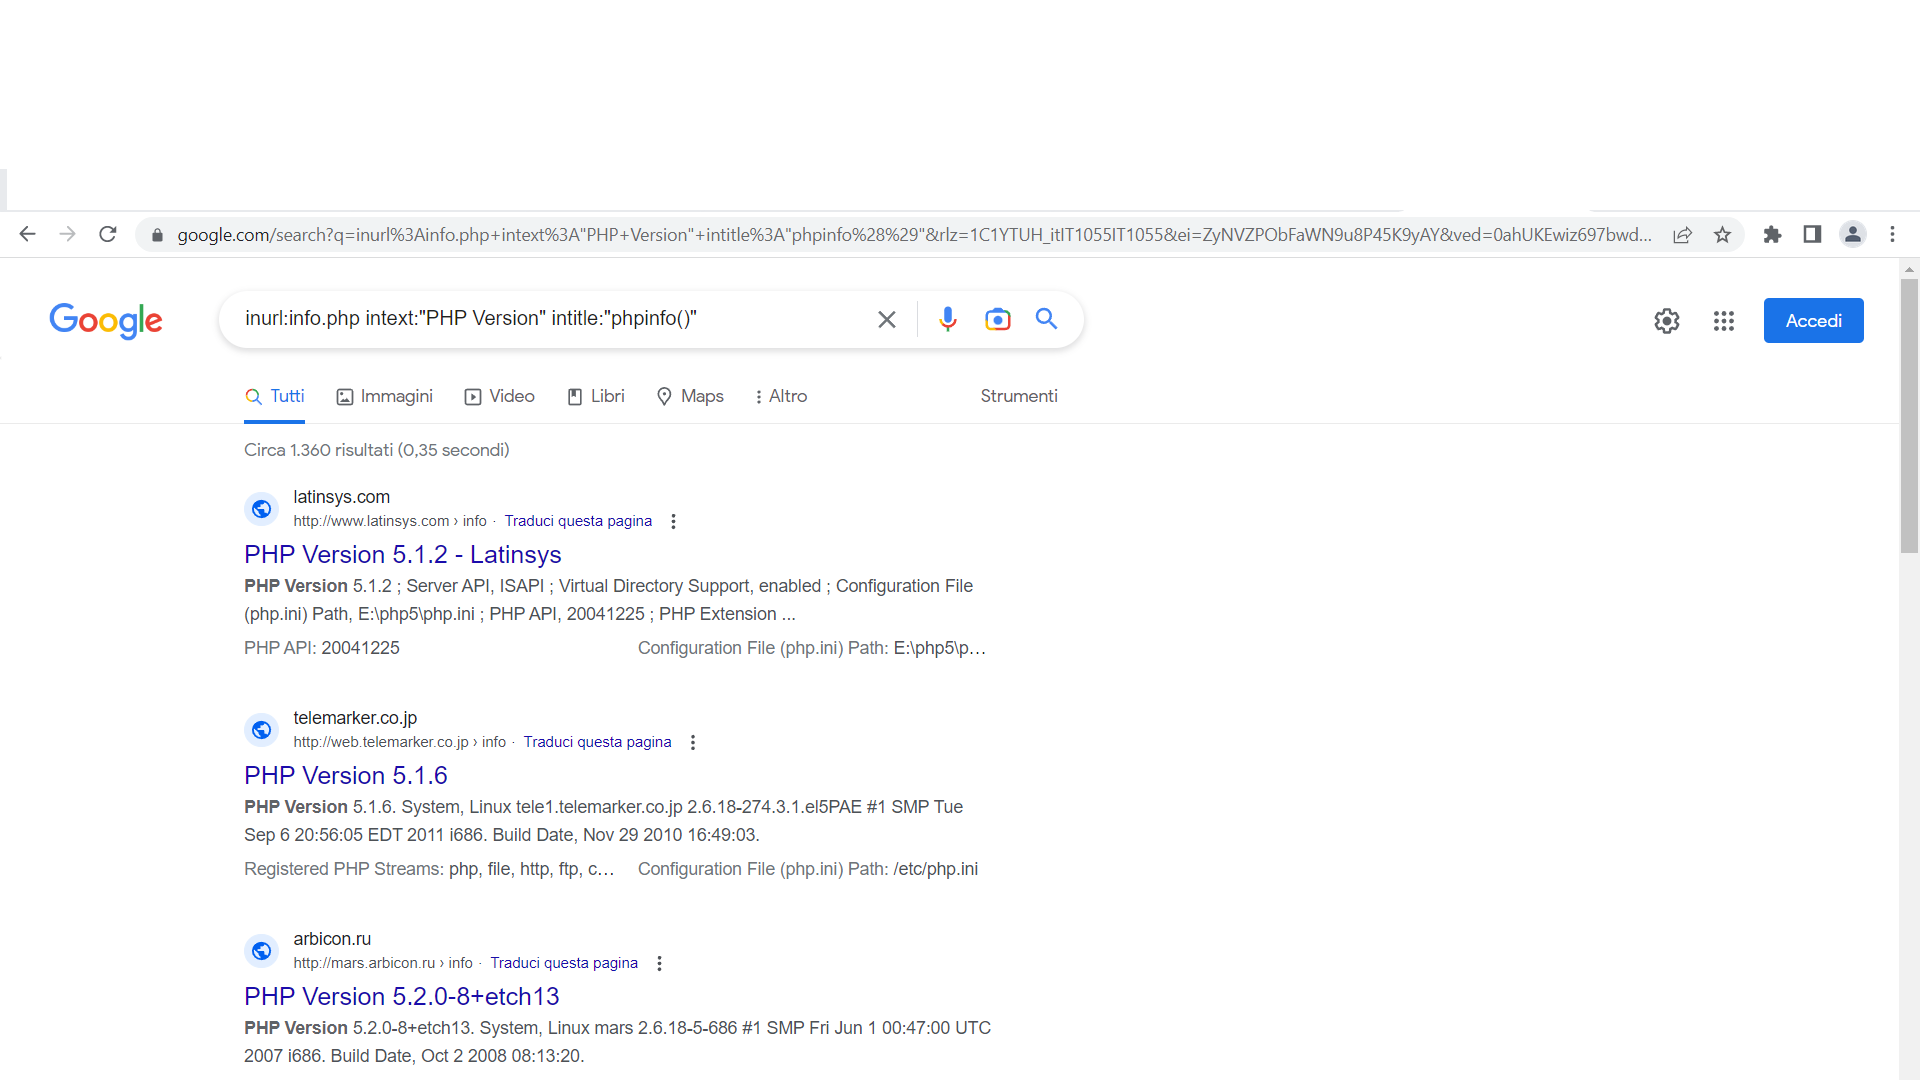 google.com/search?q=inurl%3Ainfo.php+intext%3A"PHP+Version"+intitle%3A"phpinfo%28%29"&rlz=1C1YTUH_itIT1055IT1055&ei=ZyNVZPObFaWN9u8P45K9yAY&ved=0ahUKEwiz697bwd...
Google
inurl:info.php intext:"PHP Version" intitle:"phpinfo()"
Accedi
Tutti Immagini Video Libri Maps Altro Strumenti
Circa 1.360 risultati (0,35 secondi)
latinsys.com
http://www.latinsys.com › info · Traduci questa pagina
PHP Version 5.1.2 - Latinsys
PHP Version 5.1.2 ; Server API, ISAPI ; Virtual Directory Support, enabled ; Configuration File
(php.ini) Path, E:\php5\php.ini ; PHP API, 20041225 ; PHP Extension ...
PHP API: 20041225 Configuration File (php.ini) Path: E:\php5\p…
telemarker.co.jp
http://web.telemarker.co.jp › info · Traduci questa pagina
PHP Version 5.1.6
PHP Version 5.1.6. System, Linux tele1.telemarker.co.jp 2.6.18-274.3.1.el5PAE #1 SMP Tue
Sep 6 20:56:05 EDT 2011 i686. Build Date, Nov 29 2010 16:49:03.
Registered PHP Streams: php, file, http, ftp, c… Configuration File (php.ini) Path: /etc/php.ini
arbicon.ru
http://mars.arbicon.ru › info · Traduci questa pagina
PHP Version 5.2.0-8+etch13
PHP Version 5.2.0-8+etch13. System, Linux mars 2.6.18-5-686 #1 SMP Fri Jun 1 00:47:00 UTC
2007 i686. Build Date, Oct 2 2008 08:13:20.